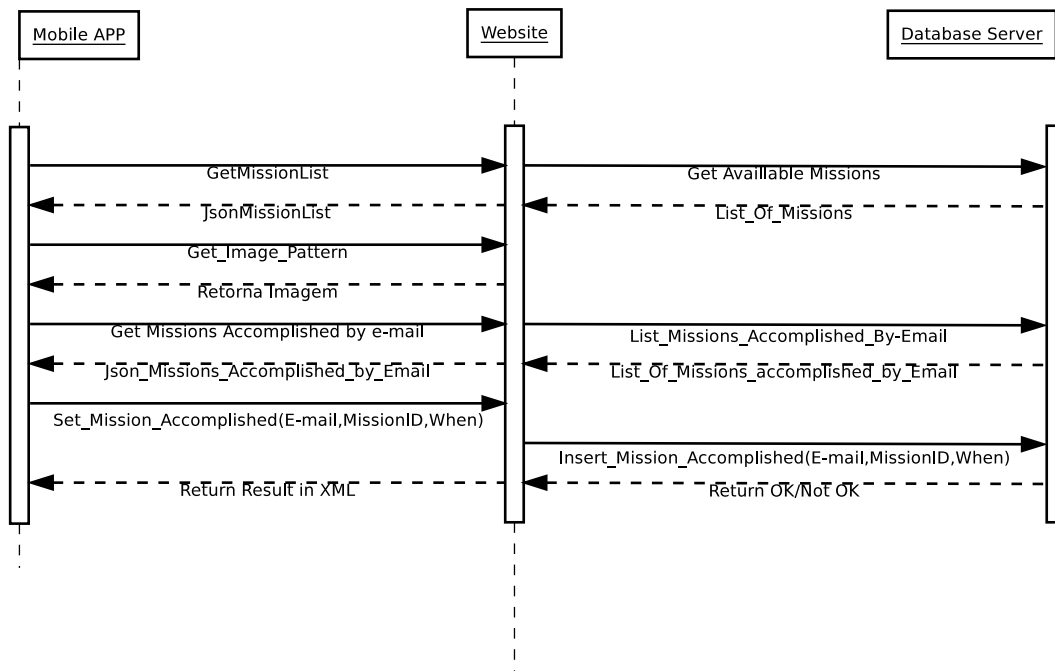 Mobile APP
Website
Database Server
GetMissionList
Get Availlable Missions
JsonMissionList
List_Of_Missions
Get_Image_Pattern
Retorna Imagem
Get Missions Accomplished by e-mail
List_Missions_Accomplished_By-Email
Json_Missions_Accomplished_by_Email
List_Of_Missions_accomplished_by_Email
Set_Mission_Accomplished(E-mail,MissionID,When)
Insert_Mission_Accomplished(E-mail,MissionID,When)
Return Result in XML
Return OK/Not OK